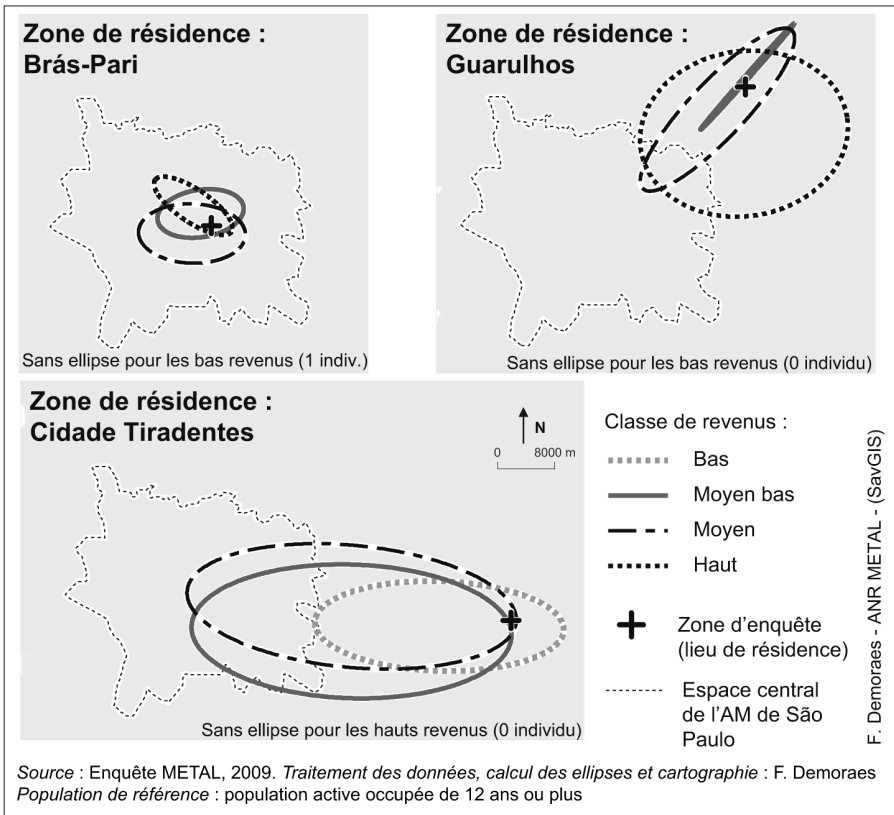 Zone de résidence :
Brás-Pari
Sans ellipse pour les bas revenus (1 indiv.)
Zone de résidence :
Guarulhos
Sans ellipse pour les bas revenus (0 individu)
Zone de résidence :
Cidade Tiradentes
N
0 8000 m
Sans ellipse pour les hauts revenus (0 individu)
Classe de revenus :
Bas
Moyen bas
Moyen
Haut
Zone d'enquête
(lieu de résidence)
Espace central
de l'AM de São
Paulo
F. Demoraes - ANR METAL - (SavGIS)
Source : Enquête METAL, 2009. Traitement des données, calcul des ellipses et cartographie : F. Demoraes
Population de référence : population active occupée de 12 ans ou plus